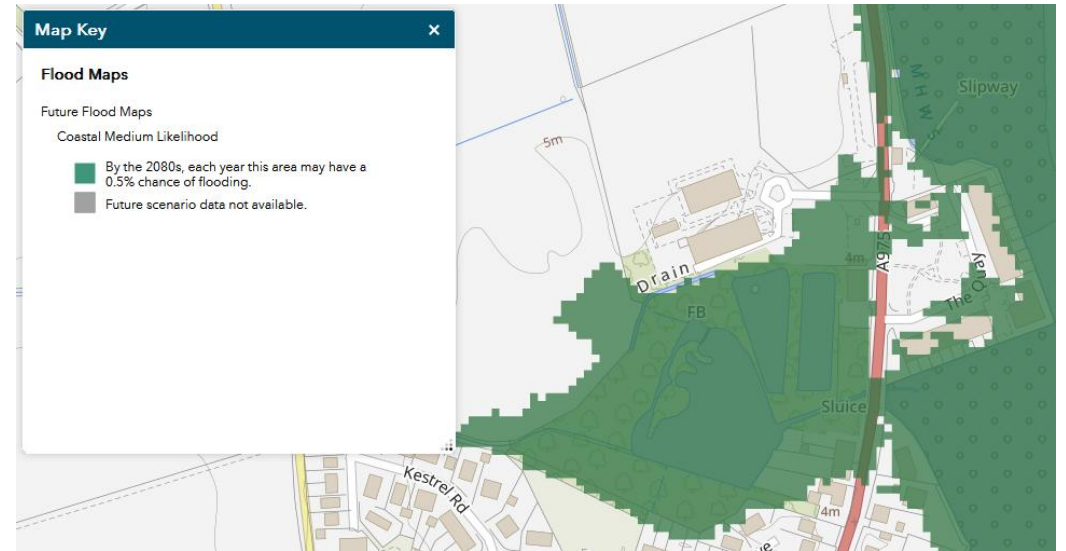 Map Key
×
Flood Maps
Future Flood Maps
Coastal Medium Likelihood
By the 2080s, each year this area may have a
0.5% chance of flooding.
Future scenario data not available.
MHWS
Slipway
5m
Drain
4m
A975
The Quay
FB
Sluice
Kestrel Rd
4m